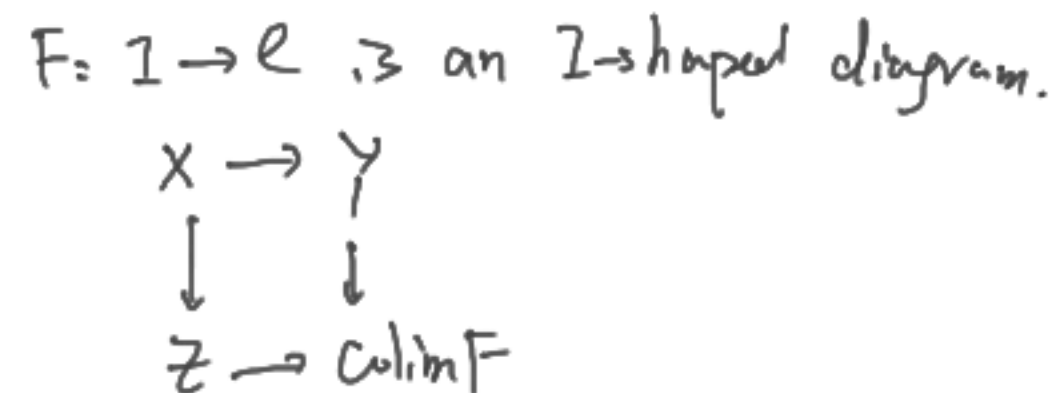 F: I → C is an I-shaped diagram.
X → Y
↓ ↓
Z → colim F